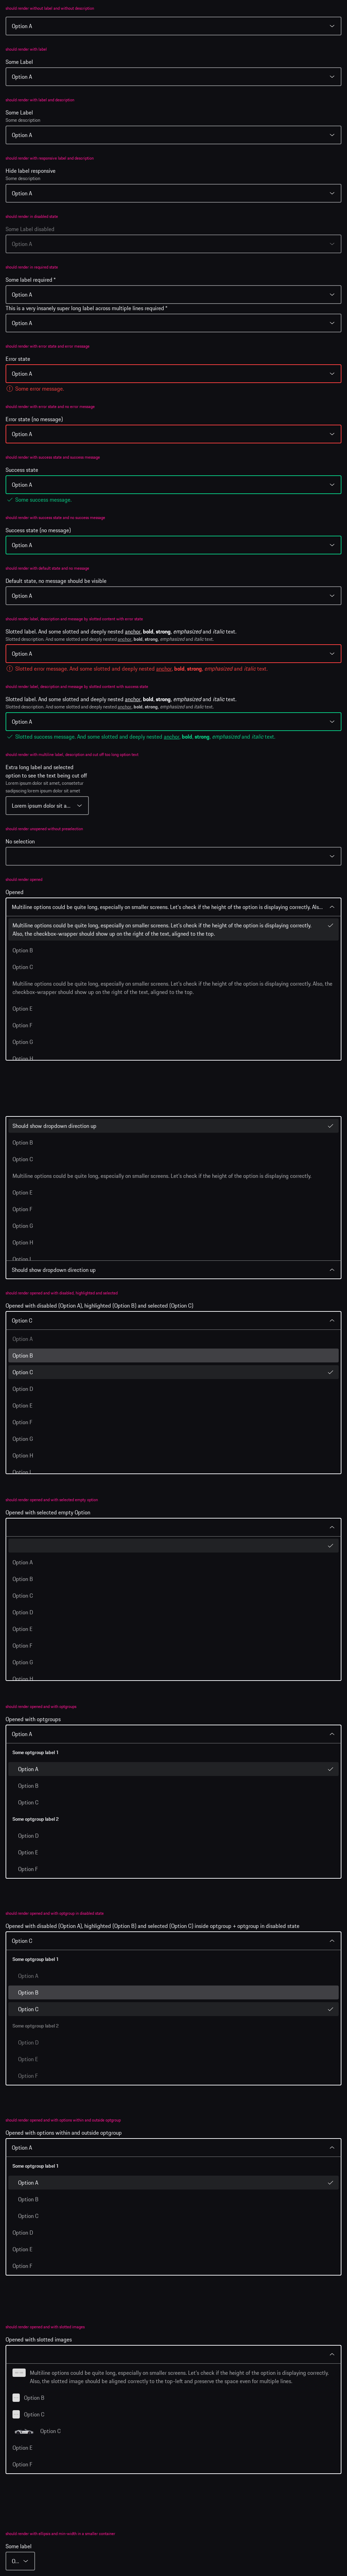 should render without label and without description
Option A
should render with label
Some Label
Option A
should render with label and description
Some Label
Some description
Option A
should render with responsive label and description
Hide label responsive
Some description
Option A
should render in disabled state
Some Label disabled
Option A
should render in required state
Some label required *
Option A
This is a very insanely super long label across multiple lines required *
Option A
should render with error state and error message
Error state
Option A
Some error message.
should render with error state and no error message
Error state (no message)
Option A
should render with success state and success message
Success state
Option A
Some success message.
should render with success state and no success message
Success state (no message)
Option A
should render with default state and no message
Default state, no message should be visible
Option A
should render label, description and message by slotted content with error state
Slotted label. And some slotted and deeply nested anchor, bold, strong, emphasized and italic text.
Slotted description. And some slotted and deeply nested anchor, bold, strong, emphasized and italic text.
Option A
Slotted error message. And some slotted and deeply nested anchor, bold, strong, emphasized and italic text.
should render label, description and message by slotted content with success state
Slotted label. And some slotted and deeply nested anchor, bold, strong, emphasized and italic text.
Slotted description. And some slotted and deeply nested anchor, bold, strong, emphasized and italic text.
Option A
Slotted success message. And some slotted and deeply nested anchor, bold, strong, emphasized and italic text.
should render with multiline label, description and cut off too long option text
Extra long label and selected
option to see the text being cut off
Lorem ipsum dolor sit amet, consetetur
sadipscing lorem ipsum dolor sit amet
Lorem ipsum dolor sit a...
should render unopened without preselection
No selection
should render opened
Opened
Multiline options could be quite long, especially on smaller screens. Let's check if the height of the option is displaying correctly. Als...
Multiline options could be quite long, especially on smaller screens. Let's check if the height of the option is displaying correctly.
Also, the checkbox-wrapper should show up on the right of the text, aligned to the top.
Option B
Option C
Multiline options could be quite long, especially on smaller screens. Let's check if the height of the option is displaying correctly. Also, the
checkbox-wrapper should show up on the right of the text, aligned to the top.
Option E
Option F
Option G
Option H
Should show dropdown direction up
Option B
Option C
Multiline options could be quite long, especially on smaller screens. Let's check if the height of the option is displaying correctly.
Option E
Option F
Option G
Option H
Option I
Should show dropdown direction up
should render opened and with disabled, highlighted and selected
Opened with disabled (Option A), highlighted (Option B) and selected (Option C)
Option C
Option A
Option B
Option C
Option D
Option E
Option F
Option G
Option H
Option I
should render opened and with selected empty option
Opened with selected empty Option
Option A
Option B
Option C
Option D
Option E
Option F
Option G
Option H
should render opened and with optgroups
Opened with optgroups
Option A
Some optgroup label 1
Option A
Option B
Option C
Some optgroup label 2
Option D
Option E
Option F
should render opened and with optgroup in disabled state
Opened with disabled (Option A), highlighted (Option B) and selected (Option C) inside optgroup + optgroup in disabled state
Option C
Some optgroup label 1
Option A
Option B
Option C
Some optgroup label 2
Option D
Option E
Option F
should render opened and with options within and outside optgroup
Opened with options within and outside optgroup
Option A
Some optgroup label 1
Option A
Option B
Option C
Option D
Option E
Option F
should render opened and with slotted images
Opened with slotted images
Multiline options could be quite long, especially on smaller screens. Let's check if the height of the option is displaying correctly.
Also, the slotted image should be aligned correctly to the top-left and preserve the space even for multiple lines.
Option B
Option C
Option C
Option E
Option F
should render with ellipsis and min-width in a smaller container
Some label
O...